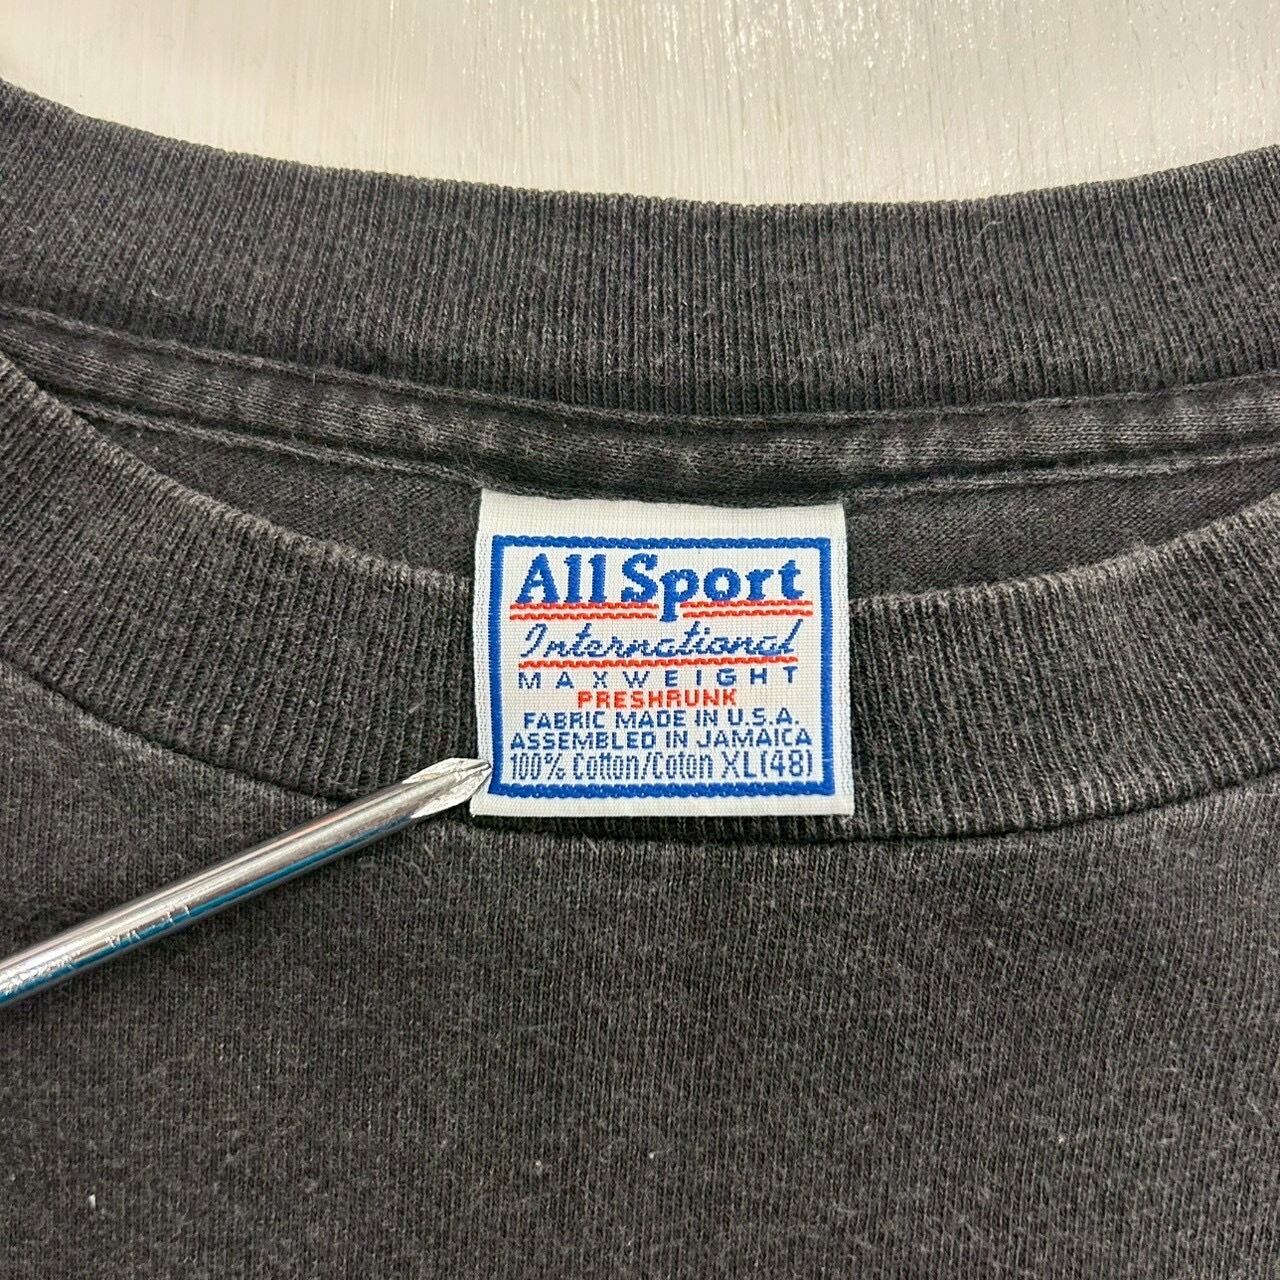 All Sport
International
MAXWEIGHT
PRESHRUNK
FABRIC MADE IN U.S.A.
ASSEMBLED IN JAMAICA
100% Cotton/Coton XL(48)